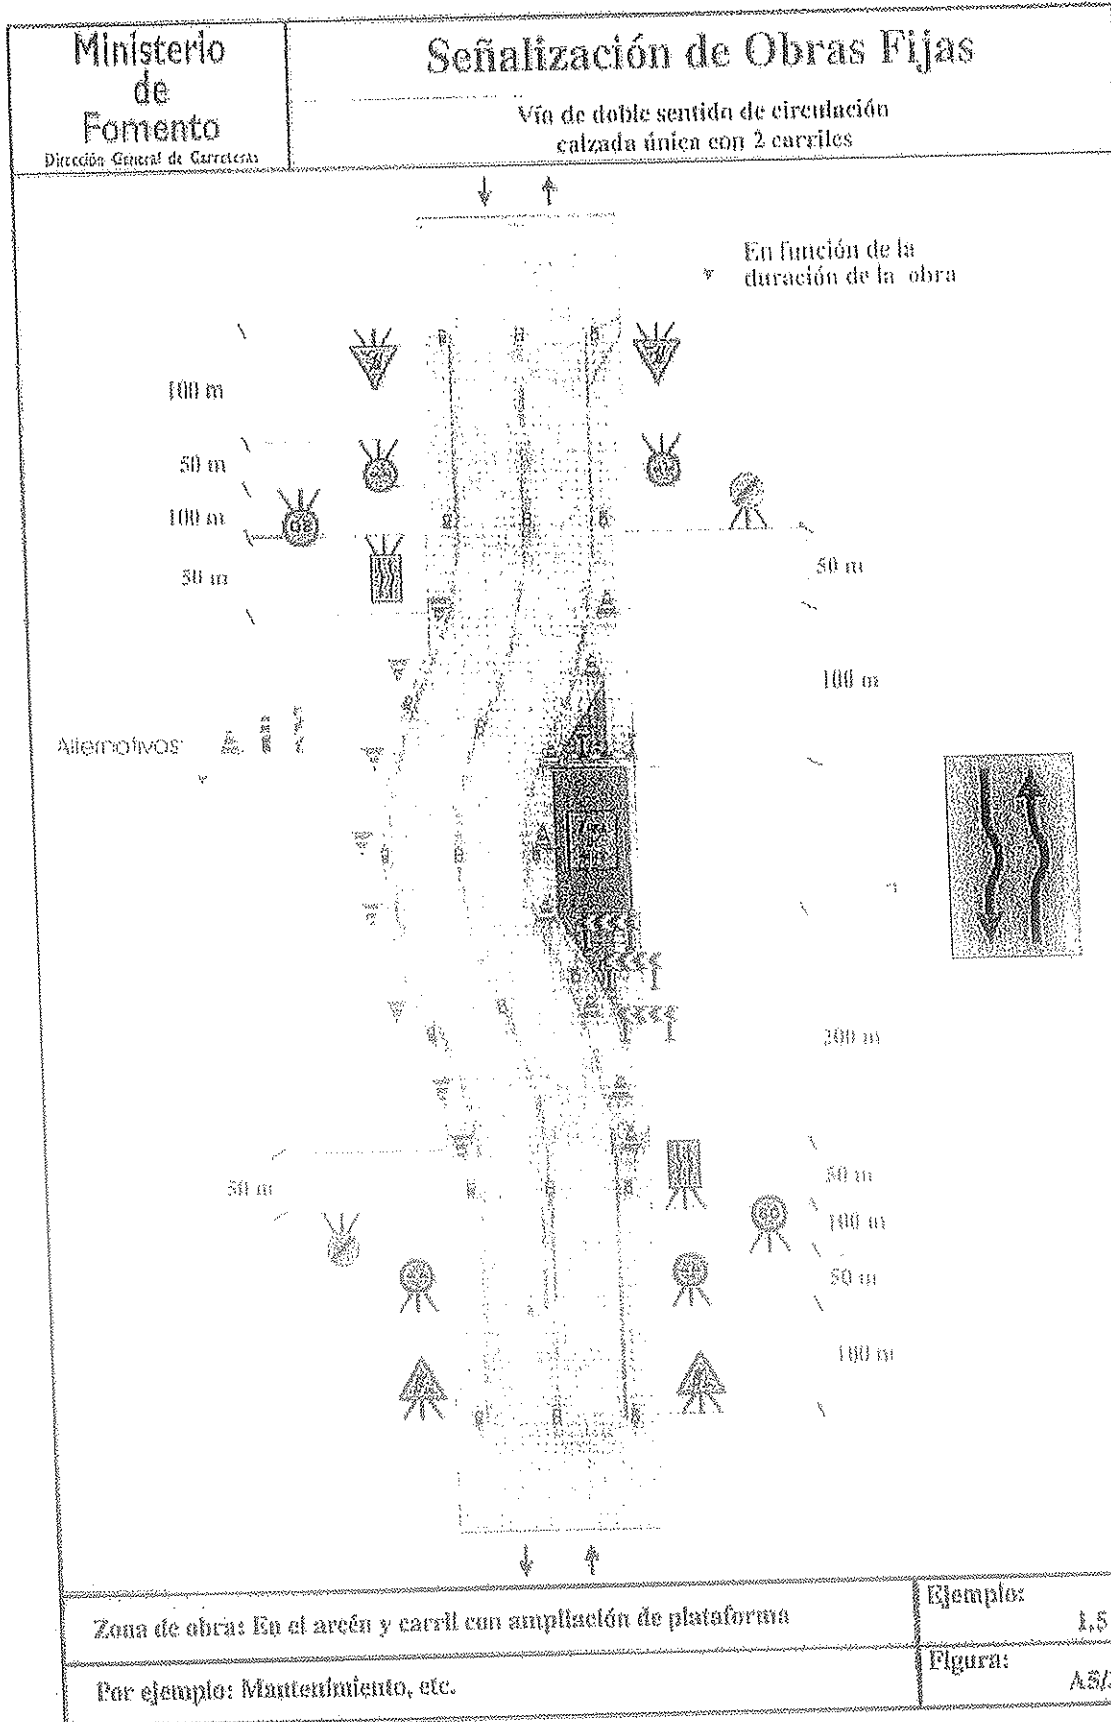 Ministerio
de
Fomento
Dirección General de Carreteras
Señalización de Obras Fijas
Vía de doble sentido de circulación
calzada única con 2 carriles
En función de la
duración de la obra
100 m
50 m
100 m
50 m
50 m
100 m
Alternativos:
200 m
50 m
50 m
60
100 m
50 m
100 m
Zona de obra: En el arcén y carril con ampliación de plataforma
Ejemplo:
1.5
Por ejemplo: Mantenimiento, etc.
Figura: